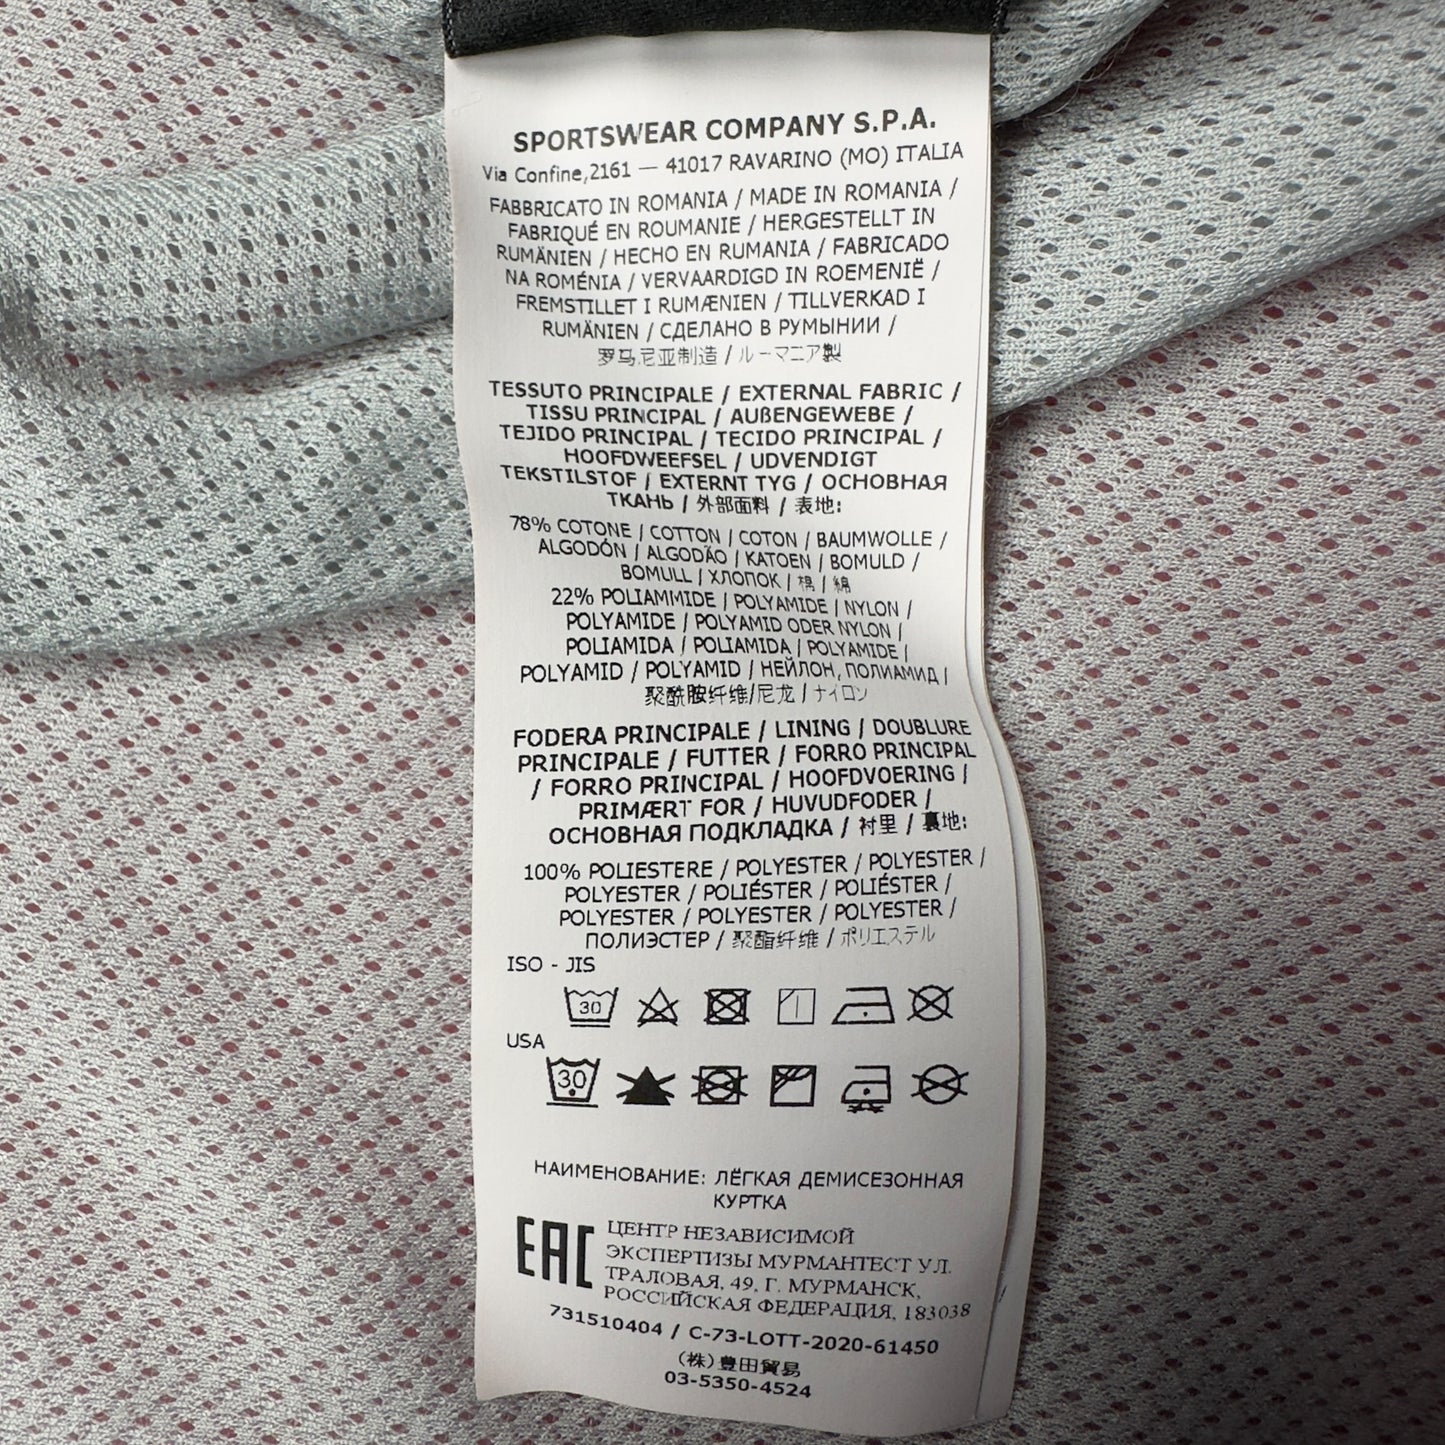 SPORTSWEAR COMPANY S.P.A.
Via Confine,2161 — 41017 RAVARINO (MO) ITALIA
FABBRICATO IN ROMANIA / MADE IN ROMANIA /
FABRIQUÉ EN ROUMANIE / HERGESTELLT IN
RUMÄNIEN / HECHO EN RUMANIA / FABRICADO
NA ROMÉNIA / VERVAARDIGD IN ROEMENIË /
FREMSTILLET I RUMÆNIEN / TILLVERKAD I
RUMÄNIEN / СДЕЛАНО В РУМЫНИИ /
罗马尼亚制造 / ルーマニア製
TESSUTO PRINCIPALE / EXTERNAL FABRIC /
TISSU PRINCIPAL / AUßENGEWEBE /
TEJIDO PRINCIPAL / TECIDO PRINCIPAL /
HOOFDWEEFSEL / UDVENDIGT
TEKSTILSTOF / EXTERNT TYG / ОСНОВНАЯ
ТКАНЬ / 外部面料 / 表地:
78% COTONE / COTTON / COTON / BAUMWOLLE /
ALGODÓN / ALGODÃO / KATOEN / BOMULD /
BOMULL / ХЛОПОК / 棉 / 綿
22% POLIAMMIDE / POLYAMIDE / NYLON /
POLYAMIDE / POLYAMID ODER NYLON /
POLIAMIDA / POLIAMIDA / POLYAMIDE /
POLYAMID / POLYAMID / НЕЙЛОН, ПОЛИАМИД /
聚酰胺纤维/尼龙 / ナイロン
FODERA PRINCIPALE / LINING / DOUBLURE
PRINCIPALE / FUTTER / FORRO PRINCIPAL
/ FORRO PRINCIPAL / HOOFDVOERING /
PRIMÆRT FOR / HUVUDFODER /
ОСНОВНАЯ ПОДКЛАДКА / 衬里 / 裏地:
100% POLIESTERE / POLYESTER / POLYESTER /
POLYESTER / POLIÉSTER / POLIÉSTER /
POLYESTER / POLYESTER / POLYESTER /
ПОЛИЭСТЕР / 聚酯纤维 / ポリエステル
ISO - JIS
30
USA
30
НАИМЕНОВАНИЕ: ЛЁГКАЯ ДЕМИСЕЗОННАЯ
КУРТКА
EAC
ЦЕНТР НЕЗАВИСИМОЙ
ЭКСПЕРТИЗЫ МУРМАНТЕСТ УЛ.
ТРАЛОВАЯ, 49, Г. МУРМАНСК,
РОССИЙСКАЯ ФЕДЕРАЦИЯ, 183038
731510404 / C-73-LOTT-2020-61450
(株)豊田貿易
03-5350-4524